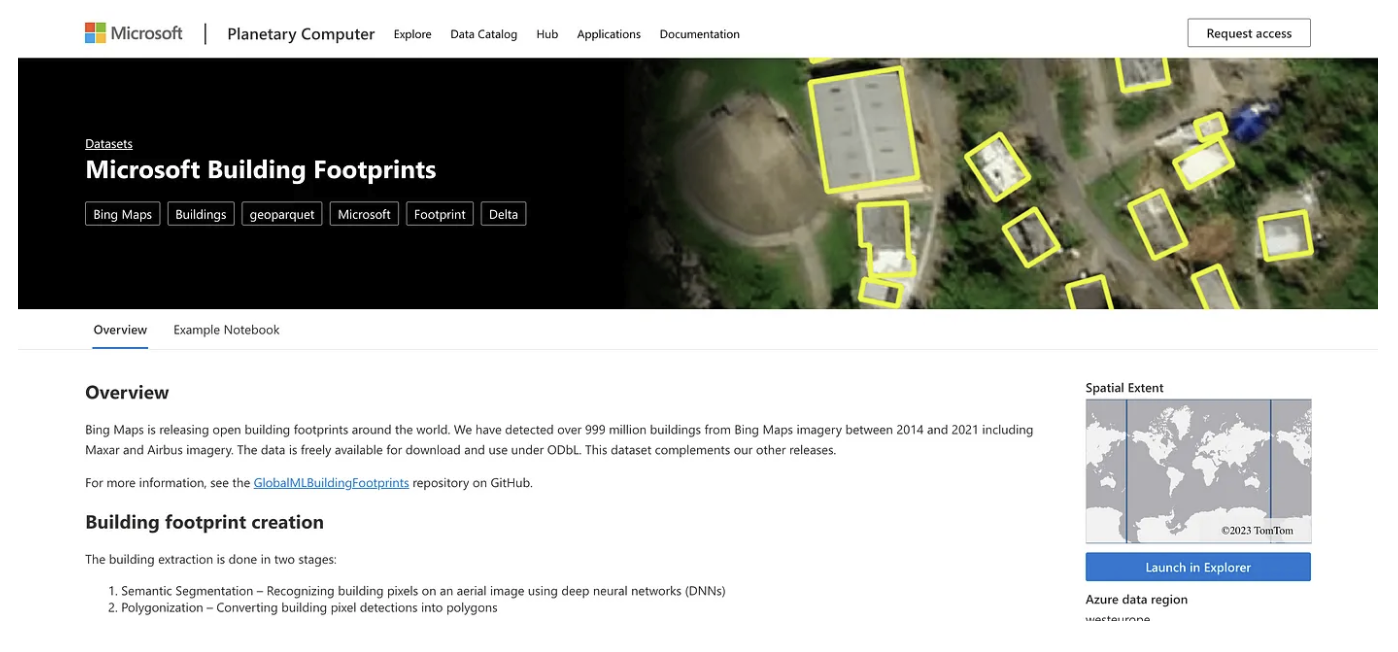 Microsoft | Planetary Computer Explore Data Catalog Hub Applications Documentation Request access
Datasets
Microsoft Building Footprints
Bing Maps Buildings geoparquet Microsoft Footprint Delta
Overview Example Notebook
Overview
Bing Maps is releasing open building footprints around the world. We have detected over 999 million buildings from Bing Maps imagery between 2014 and 2021 including
Maxar and Airbus imagery. The data is freely available for download and use under ODbL. This dataset complements our other releases.
For more information, see the GlobalMLBuildingFootprints repository on GitHub.
Building footprint creation
The building extraction is done in two stages:
1. Semantic Segmentation – Recognizing building pixels on an aerial image using deep neural networks (DNNs)
2. Polygonization – Converting building pixel detections into polygons
Spatial Extent
©2023 TomTom
Launch in Explorer
Azure data region
westeurope